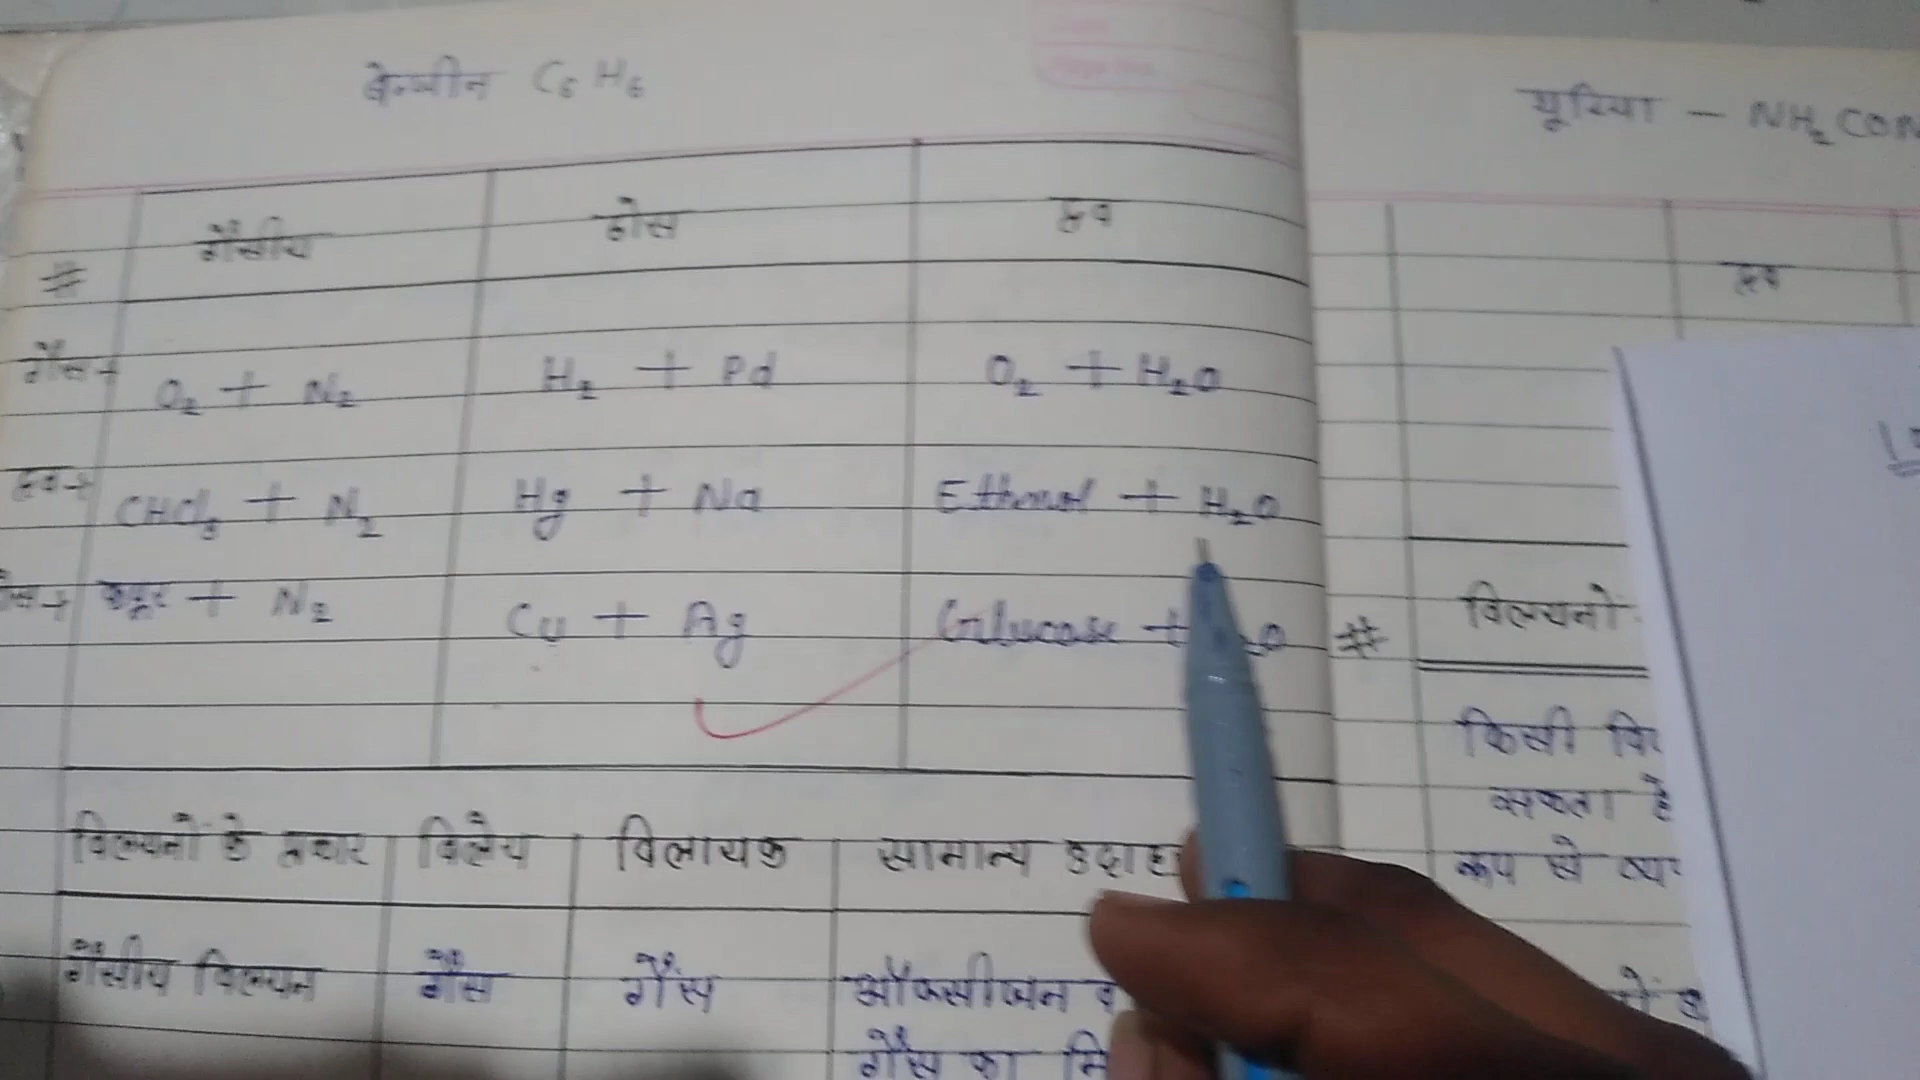 बेन्जीन C6H6
यूरिया - NH2CON
# गैसीय ठोस द्रव
द्रव
गैस→ O2 + N2 H2 + Pd O2 + H2O
द्रव→ CHCl3 + N2 Hg + Na Ethanol + H2O
कपूर + N2 Cu + Ag Glucose +
# विलयनों
किसी
सकता है
रूप से
विलयनों के प्रकार विलेय विलायक सामान्य
गैसीय विलयन गैस गैस ऑक्सीजन व
गैस का